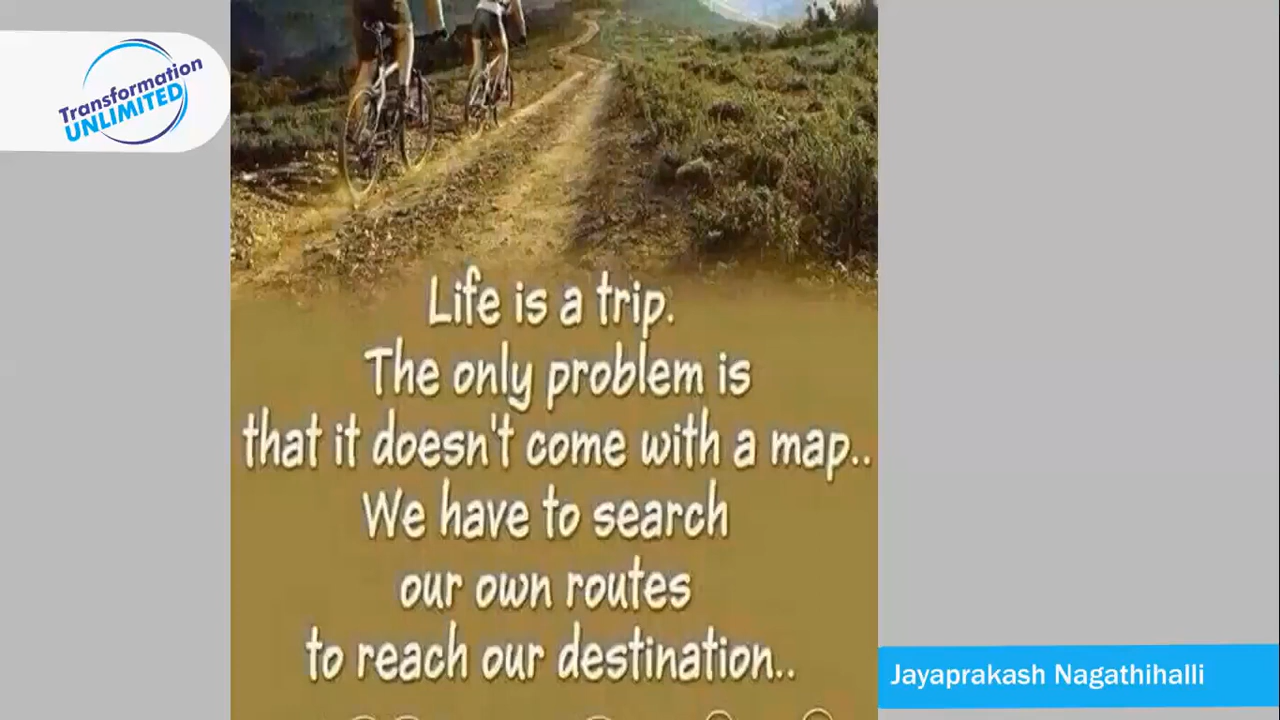 Transformation
UNLIMITED
Life is a trip.
The only problem is
that it doesn't come with a map..
We have to search
our own routes
to reach our destination..
Jayaprakash Nagathihalli